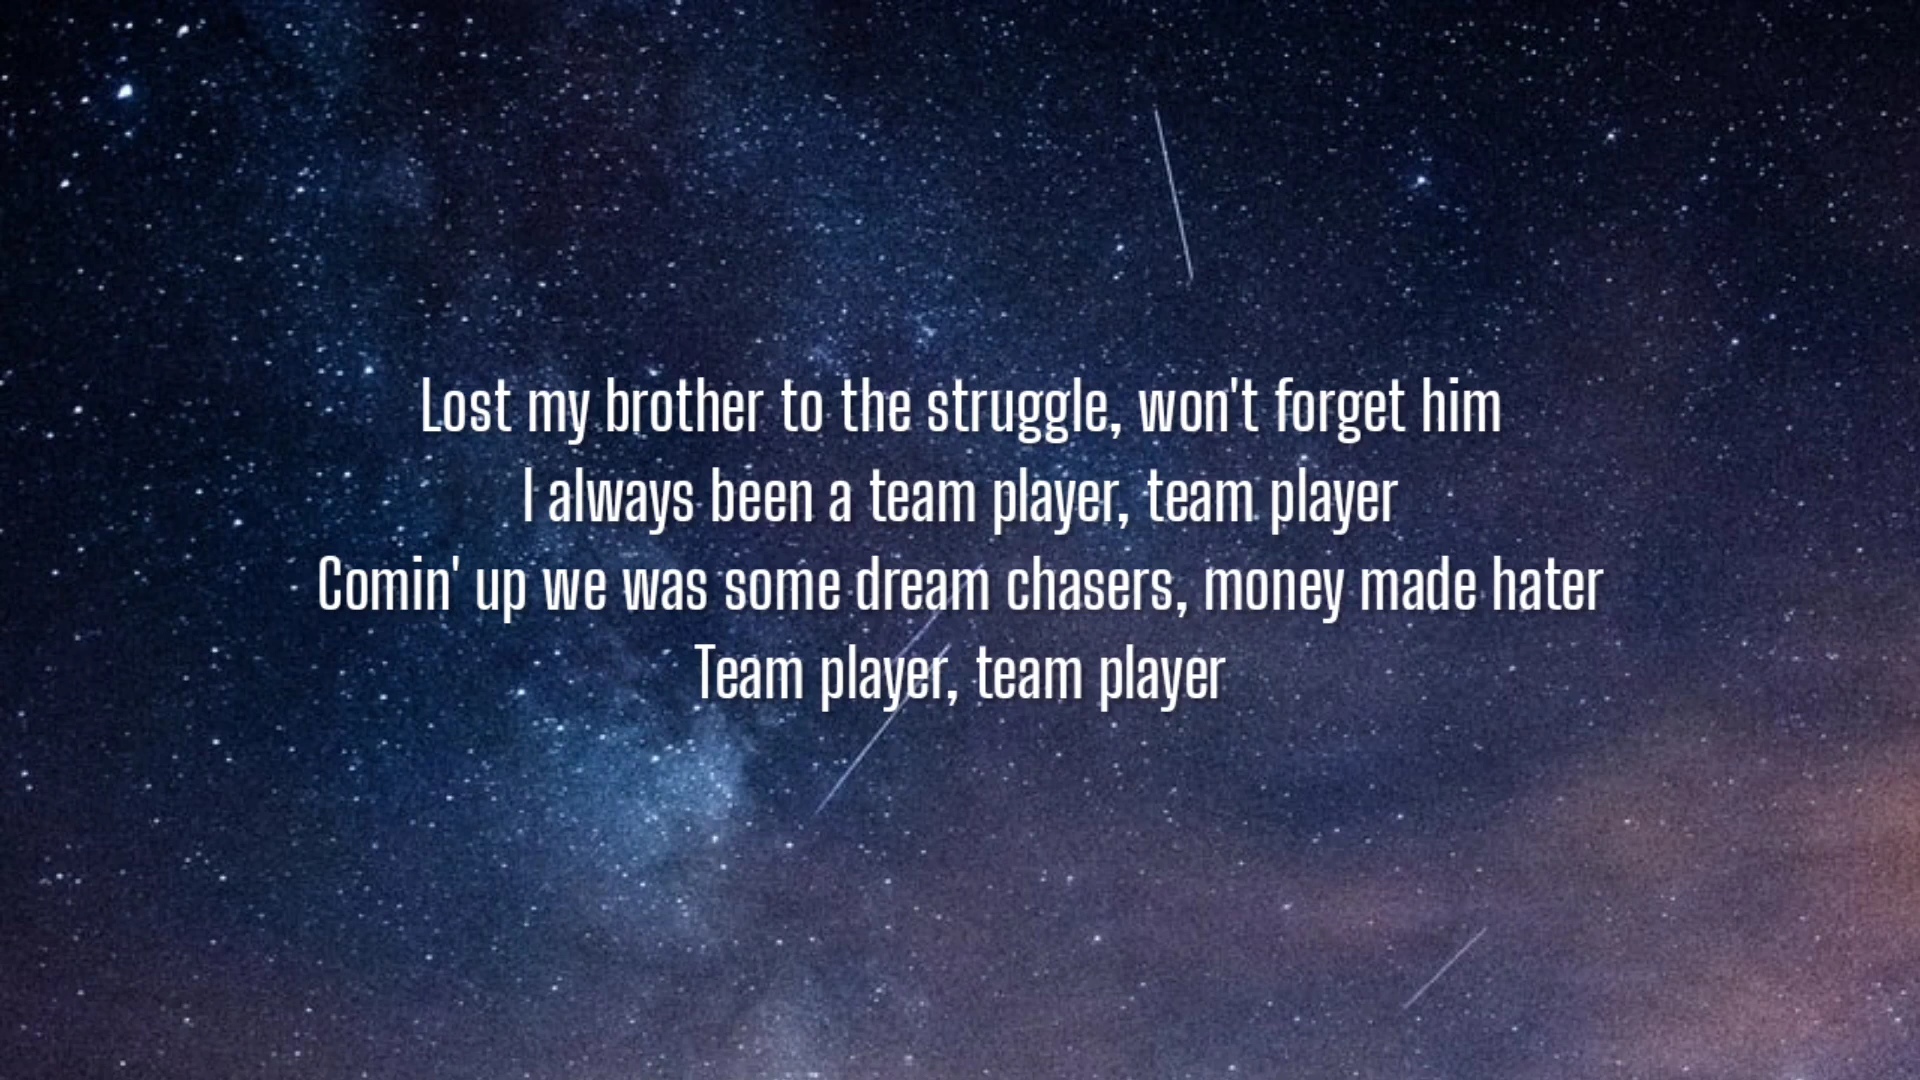 Lost my brother to the struggle, won't forget him
I always been a team player, team player
Comin' up we was some dream chasers, money made hater
Team player, team player